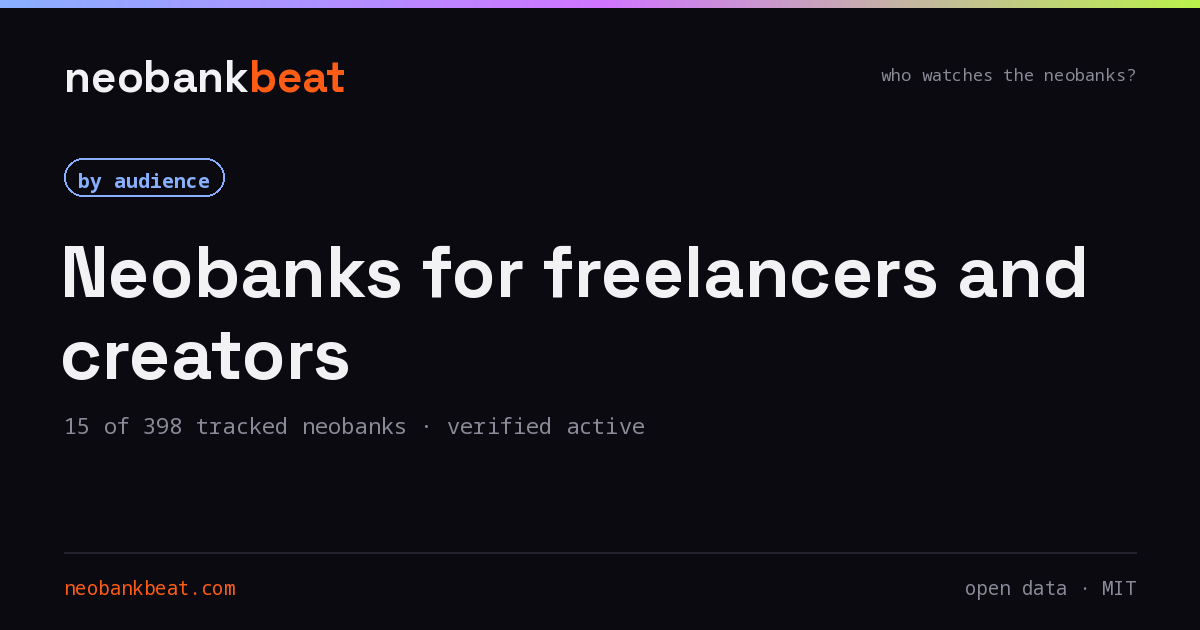 neobankbeat
who watches the neobanks?
by audience
Neobanks for freelancers and
creators
15 of 398 tracked neobanks · verified active
neobankbeat.com
open data · MIT